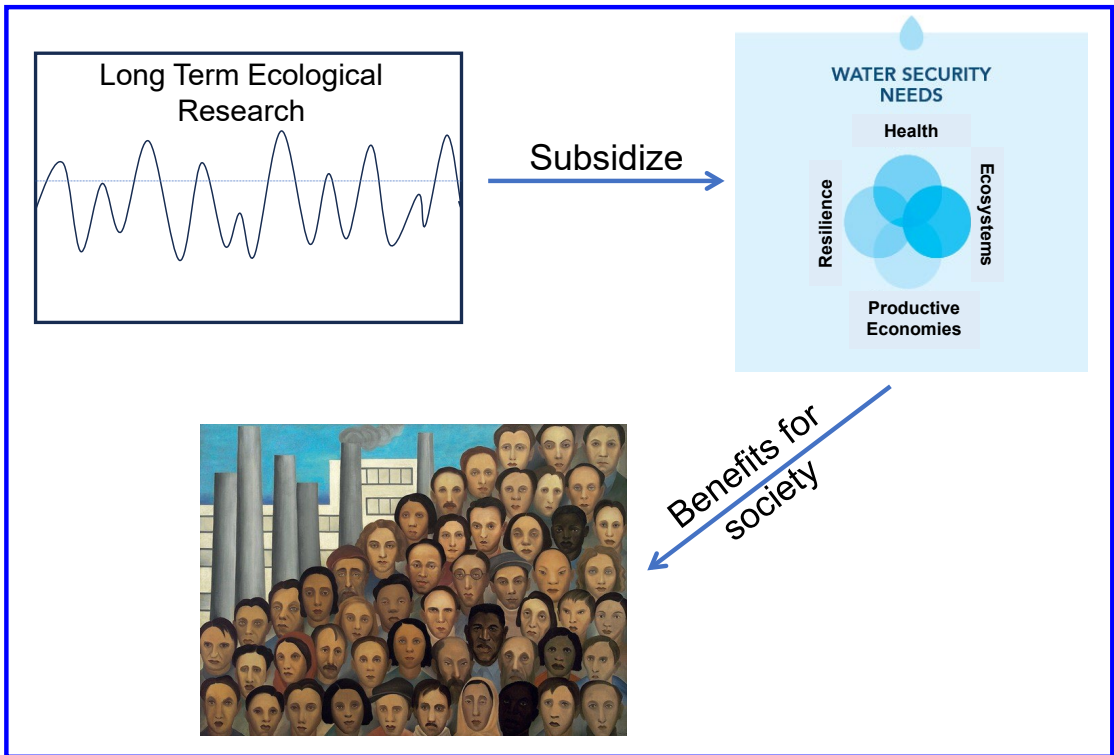 Long Term Ecological
Research
Subsidize
WATER SECURITY
NEEDS
Health
Resilience
Ecosystems
Productive
Economies
Benefits for
society